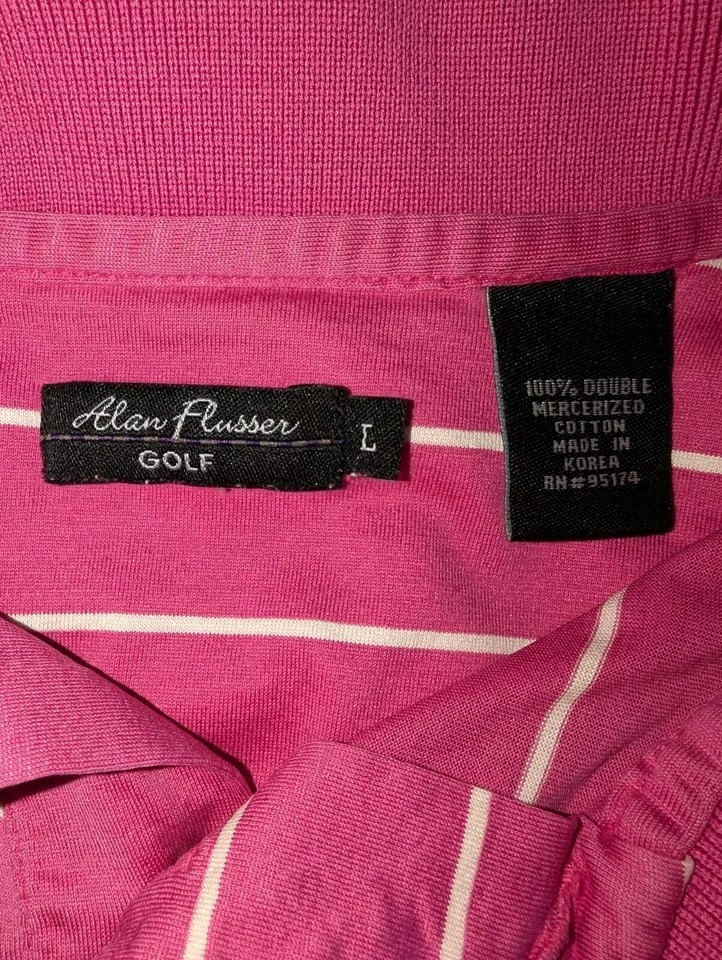 Alan Flusser
GOLF
L
100% DOUBLE
MERCERIZED
COTTON
MADE IN
KOREA
RN#95174